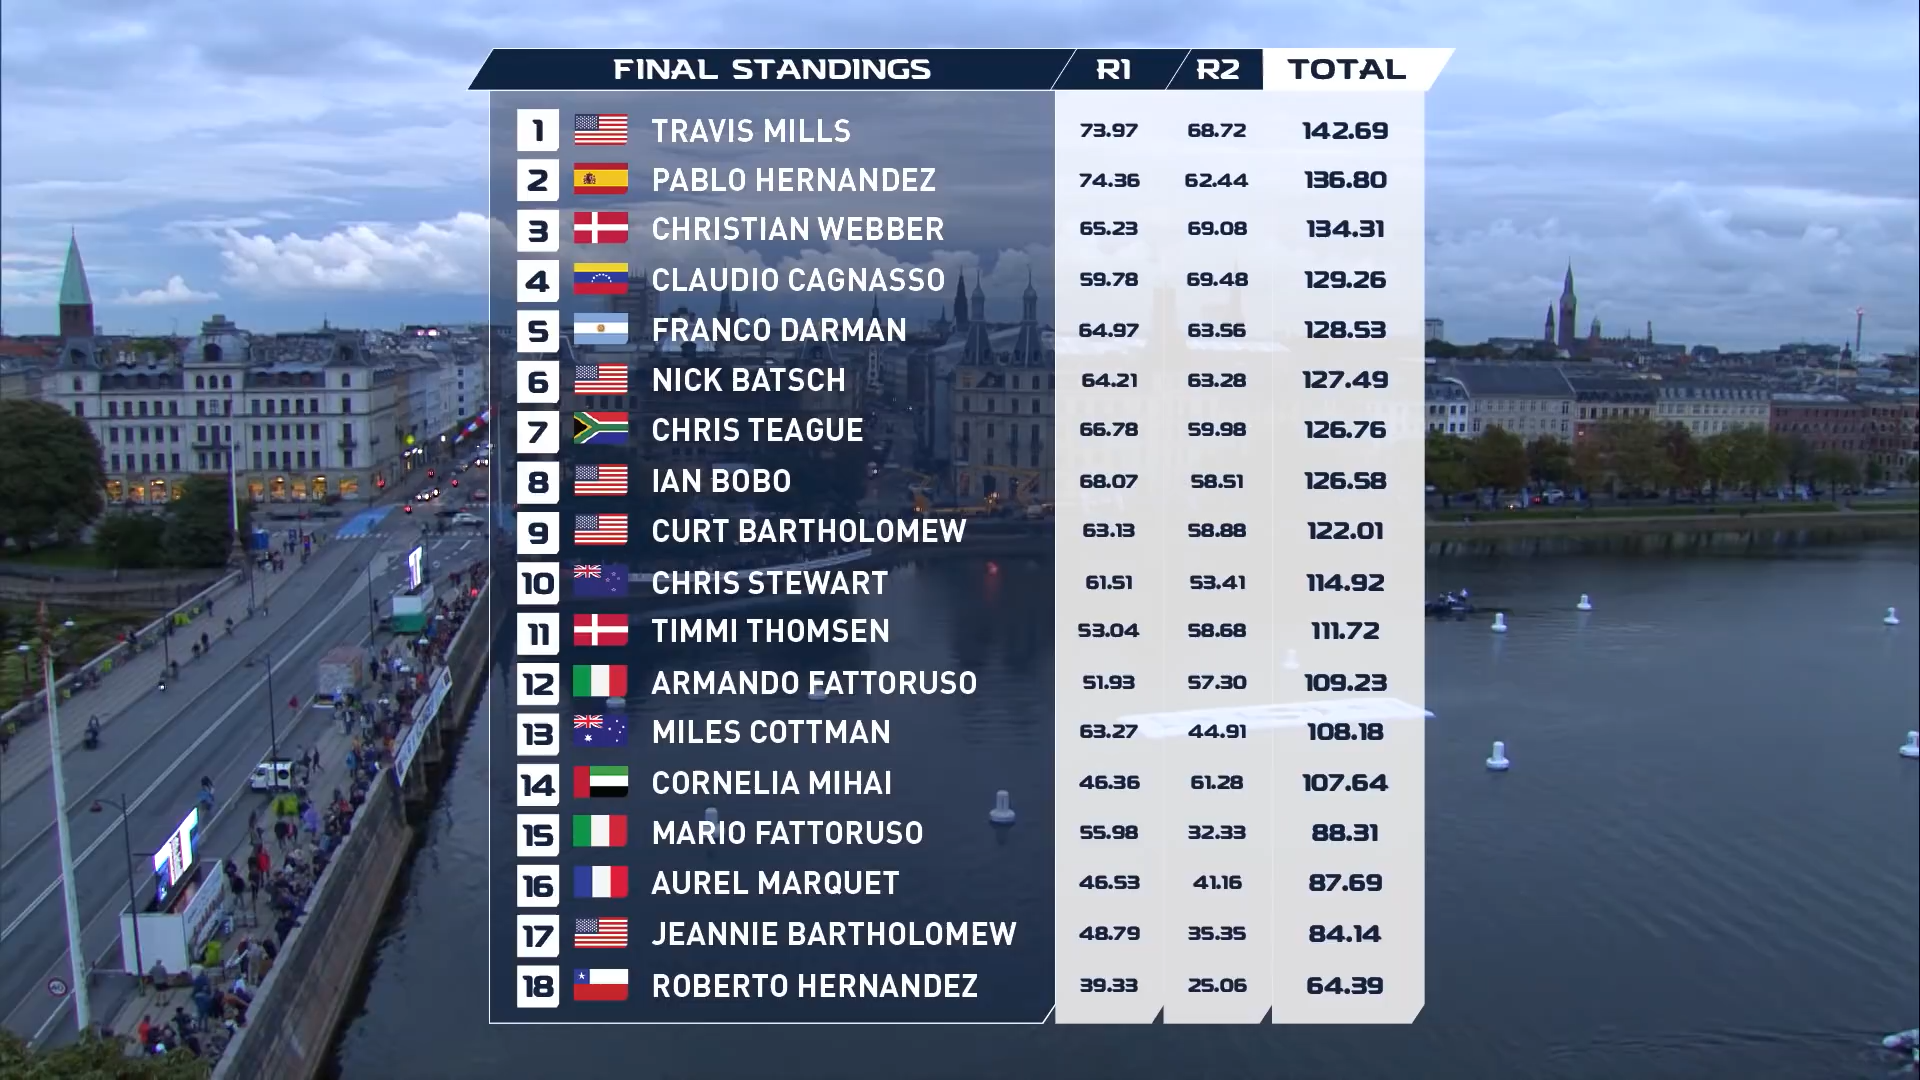 FINAL STANDINGS R1 R2 TOTAL
1 TRAVIS MILLS 73.97 68.72 142.69
2 PABLO HERNANDEZ 74.36 62.44 136.80
3 CHRISTIAN WEBBER 65.23 69.08 134.31
4 CLAUDIO CAGNASSO 59.78 69.48 129.26
5 FRANCO DARMAN 64.97 63.56 128.53
6 NICK BATSCH 64.21 63.28 127.49
7 CHRIS TEAGUE 66.78 59.98 126.76
8 IAN BOBO 68.07 58.51 126.58
9 CURT BARTHOLOMEW 63.13 58.88 122.01
10 CHRIS STEWART 61.51 53.41 114.92
11 TIMMI THOMSEN 53.04 58.68 111.72
12 ARMANDO FATTORUSO 51.93 57.30 109.23
13 MILES COTTMAN 63.27 44.91 108.18
14 CORNELIA MIHAI 46.36 61.28 107.64
15 MARIO FATTORUSO 55.98 32.33 88.31
16 AUREL MARQUET 46.53 41.16 87.69
17 JEANNIE BARTHOLOMEW 48.79 35.35 84.14
18 ROBERTO HERNANDEZ 39.33 25.06 64.39